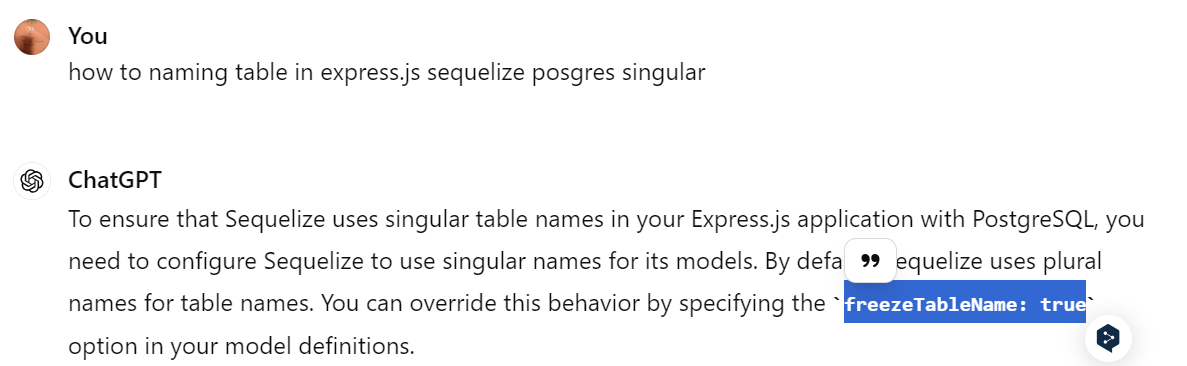 You
how to naming table in express.js sequelize posgres singular
ChatGPT
To ensure that Sequelize uses singular table names in your Express.js application with PostgreSQL, you
need to configure Sequelize to use singular names for its models. By defa equelize uses plural
names for table names. You can override this behavior by specifying the `freezeTableName: true`
option in your model definitions.